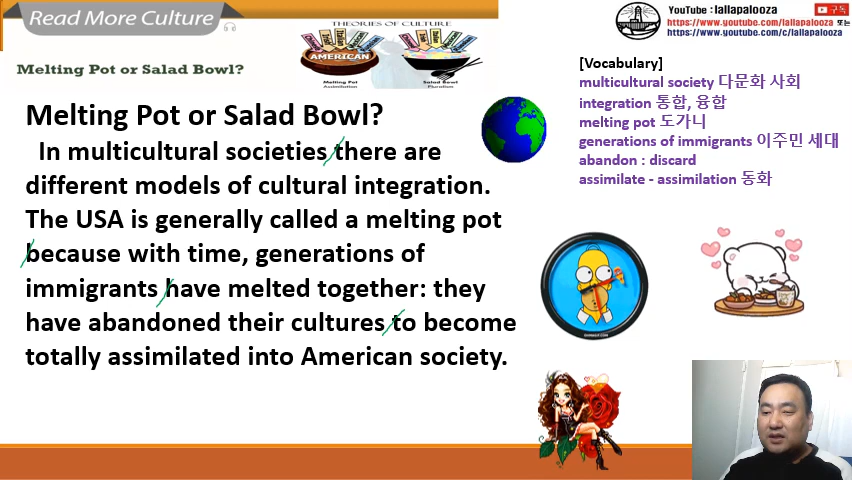 Read More Culture
THEORIES OF CULTURE
AMERICAN
Melting Pot
Assimilation
Salad Bowl
Pluralism
Melting Pot or Salad Bowl?
YouTube : lallapalooza 구독
https://www.youtube.com/lallapalooza 또는
https://www.youtube.com/c/lallapalooza
[Vocabulary]
multicultural society 다문화 사회
integration 통합, 융합
melting pot 도가니
generations of immigrants 이주민 세대
abandon : discard
assimilate - assimilation 동화
Melting Pot or Salad Bowl?
In multicultural societies there are
different models of cultural integration.
The USA is generally called a melting pot
because with time, generations of
immigrants have melted together: they
have abandoned their cultures to become
totally assimilated into American society.